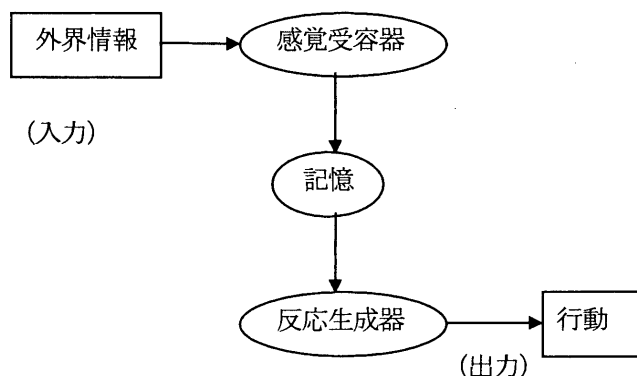 外界情報
感覚受容器
(入力)
記憶
反応生成器
行動
(出力)